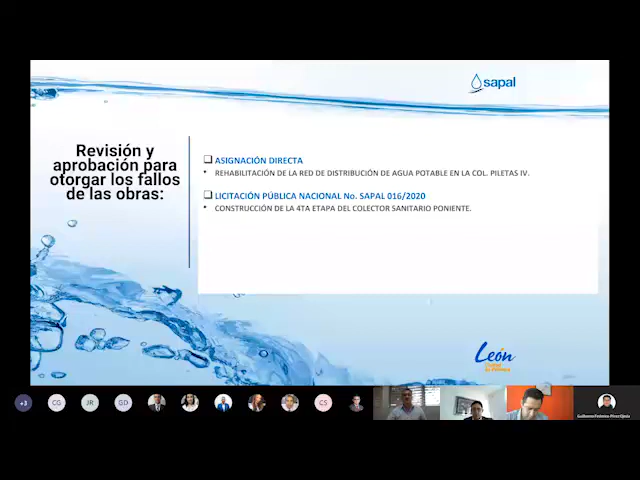 sapal
Revisión y
aprobación para
otorgar los fallos
de las obras:
ASIGNACIÓN DIRECTA
• REHABILITACIÓN DE LA RED DE DISTRIBUCIÓN DE AGUA POTABLE EN LA COL. PILETAS IV.
LICITACIÓN PÚBLICA NACIONAL No. SAPAL 016/2020
• CONSTRUCCIÓN DE LA 4TA ETAPA DEL COLECTOR SANITARIO PONIENTE.
León
+3
CG
JR
GD
CS